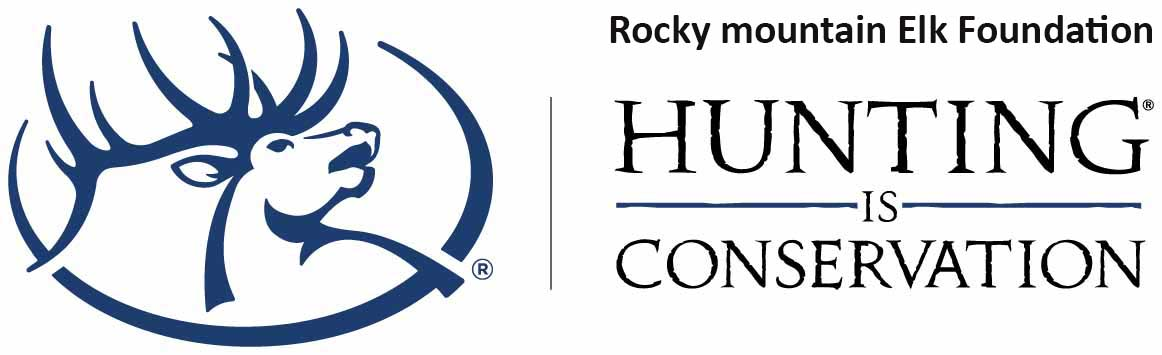 Rocky mountain Elk Foundation
HUNTING®
IS
CONSERVATION
®